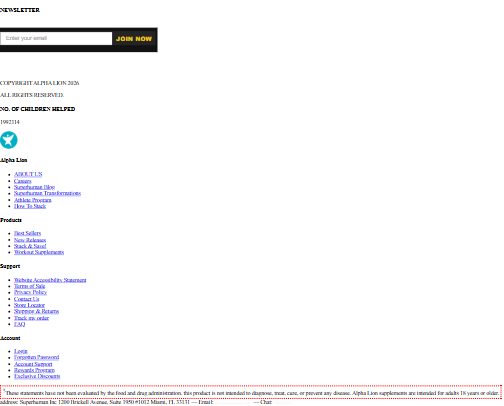 NEWSLETTER
Enter your email
JOIN NOW
COPYRIGHT ALPHA LION 2026
ALL RIGHTS RESERVED.
NO. OF CHILDREN HELPED
1992114
Alpha Lion
ABOUT US
Careers
Superhuman Blog
Superhuman Transformations
Athlete Program
How To Stack
Products
Best Sellers
New Releases
Stack & Save!
Workout Supplements
Support
Website Accessibility Statement
Terms of Sale
Privacy Policy
Contact Us
Store Locator
Shipping & Returns
Track my order
FAQ
Account
Login
Forgotten Password
Account Support
Rewards Program
Exclusive Discounts
* These statements have not been evaluated by the food and drug administration. this product is not intended to diagnose, treat, cure, or prevent any disease. Alpha Lion supplements are intended for adults 18 years or older.
address: Superhuman Inc 1200 Brickell Avenue, Suite 1950 #1012 Miami, FL 33131 — Email: — Chat: